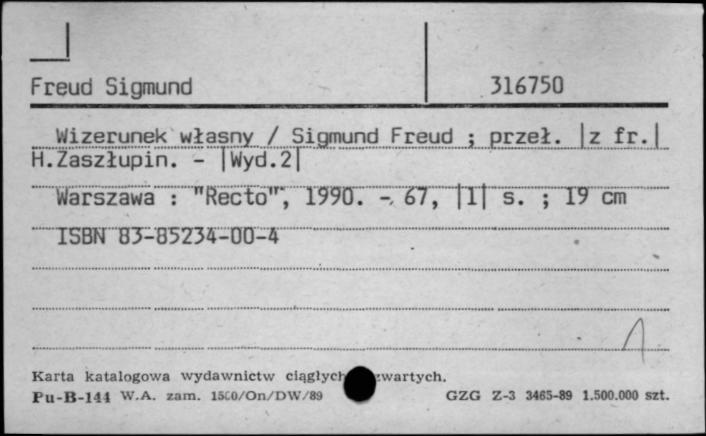 Freud Sigmund 316750
Wizerunek własny / Sigmund Freud ; przeł. |z fr.|
H.Zaszłupin. - |Wyd.2|
Warszawa : "Recto", 1990. - 67, |1| s. ; 19 cm
ISBN 83-85234-00-4
1
Karta katalogowa wydawnictw ciągłych zwartych.
Pu-B-144 W.A. zam. 1500/On/DW/89 GZG Z-3 3465-89 1.500.000 szt.